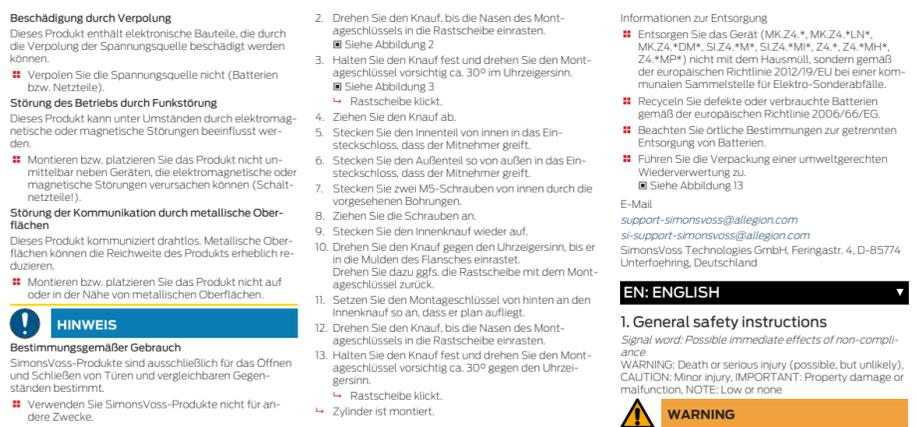 Beschädigung durch Verpolung
Dieses Produkt enthält elektronische Bauteile, die durch
die Verpolung der Spannungsquelle beschädigt werden
können.
Verpolen Sie die Spannungsquelle nicht (Batterien
bzw. Netzteile).
Störung des Betriebs durch Funkstörung
Dieses Produkt kann unter Umständen durch elektromag-
netische oder magnetische Störungen beeinflusst wer-
den.
Montieren bzw. platzieren Sie das Produkt nicht un-
mittelbar neben Geräten, die elektromagnetische oder
magnetische Störungen verursachen können (Schalt-
netzteile!).
Störung der Kommunikation durch metallische Ober-
flächen
Dieses Produkt kommuniziert drahtlos. Metallische Ober-
flächen können die Reichweite des Produkts erheblich re-
duzieren.
Montieren bzw. platzieren Sie das Produkt nicht auf
oder in der Nähe von metallischen Oberflächen.
HINWEIS
Bestimmungsgemäßer Gebrauch
SimonsVoss-Produkte sind ausschließlich für das Öffnen
und Schließen von Türen und vergleichbaren Gegen-
ständen bestimmt.
Verwenden Sie SimonsVoss-Produkte nicht für an-
dere Zwecke.
2. Drehen Sie den Knauf, bis die Nasen des Mont-
ageschlüssels in die Rastscheibe einrasten.
Siehe Abbildung 2
3. Halten Sie den Knauf fest und drehen Sie den Mont-
ageschlüssel vorsichtig ca. 30° im Uhrzeigersinn.
Siehe Abbildung 3
Rastscheibe klickt.
4. Ziehen Sie den Knauf ab.
5. Stecken Sie den Innenteil von innen in das Ein-
steckschloss, dass der Mitnehmer greift.
6. Stecken Sie den Außenteil so von außen in das Ein-
steckschloss, dass der Mitnehmer greift.
7. Stecken Sie zwei M5-Schrauben von innen durch die
vorgesehenen Bohrungen.
8. Ziehen Sie die Schrauben an.
9. Stecken Sie den Innenknauf wieder auf.
10. Drehen Sie den Knauf gegen den Uhrzeigersinn, bis er
in die Mulden des Flansches einrastet.
Drehen Sie dazu ggfs. die Rastscheibe mit dem Mont-
ageschlüssel zurück.
11. Setzen Sie den Montageschlüssel von hinten an den
Innenknauf so an, dass er plan aufliegt.
12. Drehen Sie den Knauf, bis die Nasen des Mont-
ageschlüssels in die Rastscheibe einrasten.
13. Halten Sie den Knauf fest und drehen Sie den Mont-
ageschlüssel vorsichtig ca. 30° gegen den Uhrzei-
gersinn.
Rastscheibe klickt.
Zylinder ist montiert.
Informationen zur Entsorgung
Entsorgen Sie das Gerät (MK.Z4.*, MK.Z4.*LN*,
MK.Z4.*DM*, SI.Z4.*M*, SI.Z4.*MI*, Z4.*, Z4.*MH*,
Z4.*MP*) nicht mit dem Hausmüll, sondern gemäß
der europäischen Richtlinie 2012/19/EU bei einer kom-
munalen Sammelstelle für Elektro-Sonderabfälle.
Recyceln Sie defekte oder verbrauchte Batterien
gemäß der europäischen Richtlinie 2006/66/EG.
Beachten Sie örtliche Bestimmungen zur getrennten
Entsorgung von Batterien.
Führen Sie die Verpackung einer umweltgerechten
Wiederverwertung zu.
Siehe Abbildung 13
E-Mail
support-simonsvoss@allegion.com
si-support-simonsvoss@allegion.com
SimonsVoss Technologies GmbH, Feringastr. 4, D-85774
Unterfoehring, Deutschland
EN: ENGLISH
1. General safety instructions
Signal word: Possible immediate effects of non-compli-
ance
WARNING: Death or serious injury (possible, but unlikely),
CAUTION: Minor injury, IMPORTANT: Property damage or
malfunction, NOTE: Low or none
WARNING